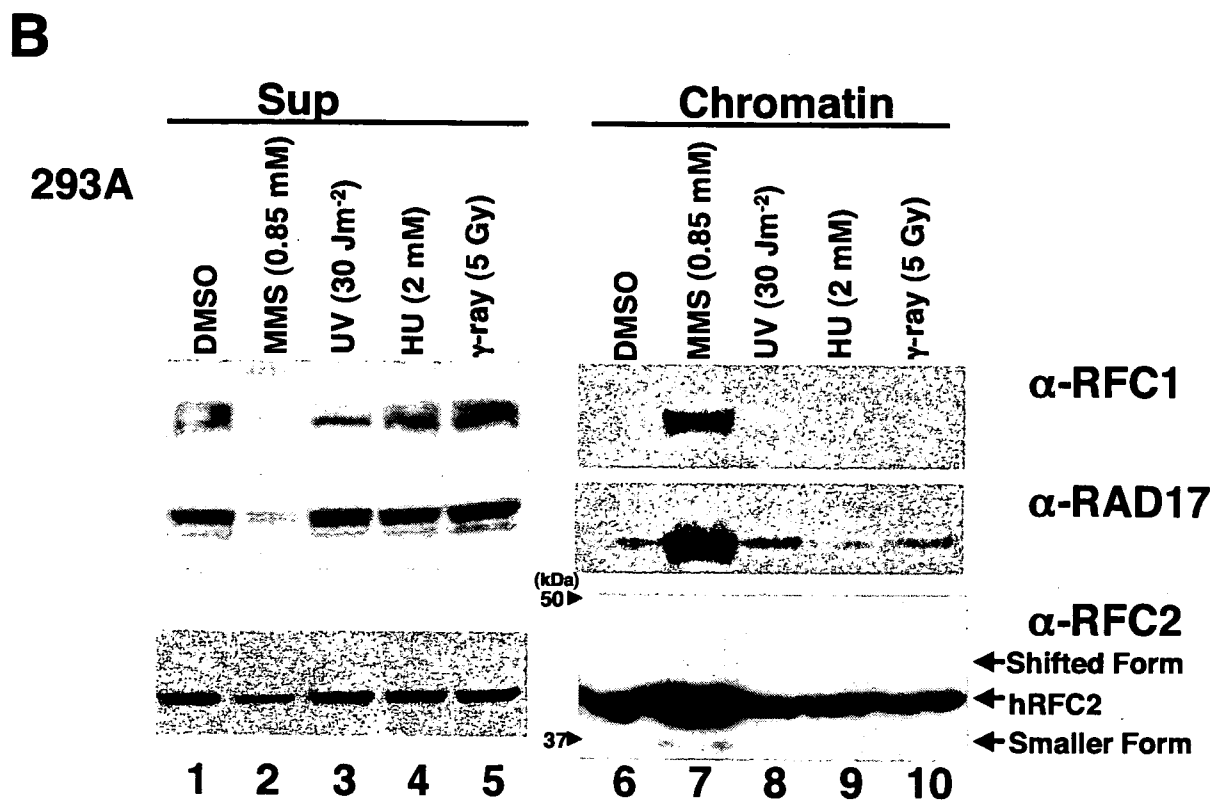 B
Sup
Chromatin
293A
DMSO
MMS (0.85 mM)
UV (30 Jm-2)
HU (2 mM)
γ-ray (5 Gy)
DMSO
MMS (0.85 mM)
UV (30 Jm-2)
HU (2 mM)
γ-ray (5 Gy)
α-RFC1
α-RAD17
(kDa)
50
α-RFC2
Shifted Form
hRFC2
37
Smaller Form
1 2 3 4 5 6 7 8 9 10